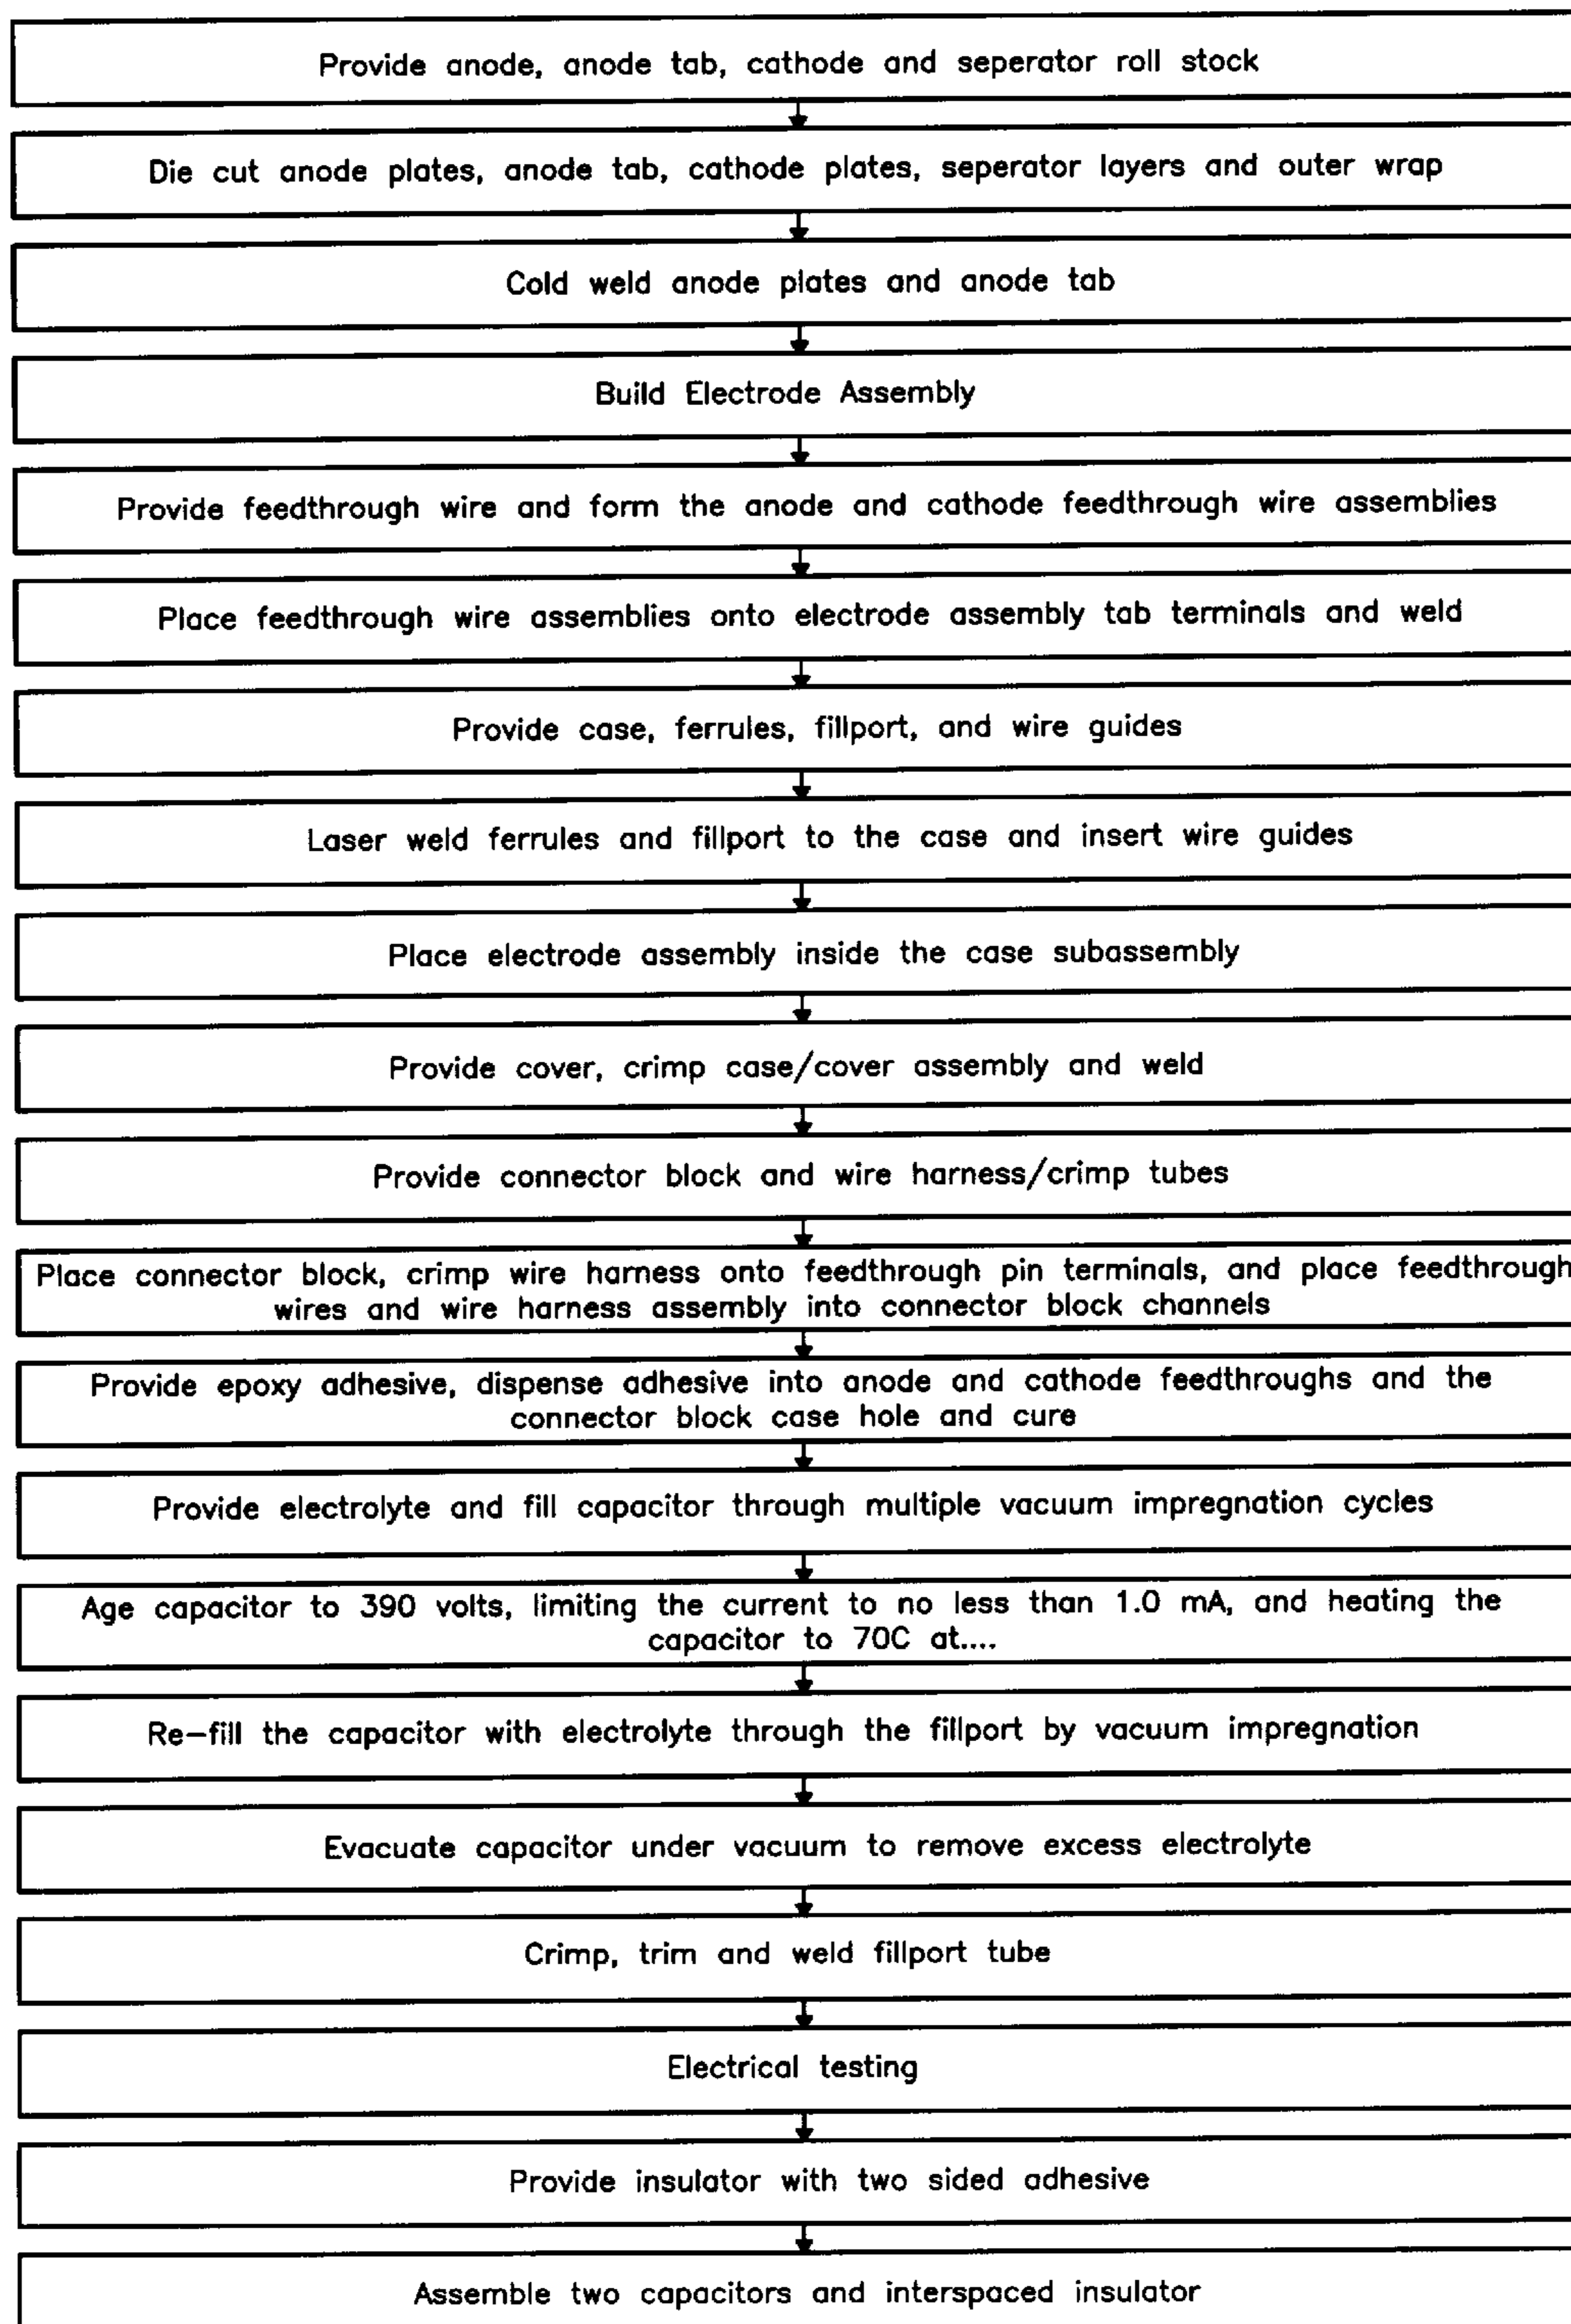 Provide anode, anode tab, cathode and seperator roll stock
Die cut anode plates, anode tab, cathode plates, seperator layers and outer wrap
Cold weld anode plates and anode tab
Build Electrode Assembly
Provide feedthrough wire and form the anode and cathode feedthrough wire assemblies
Place feedthrough wire assemblies onto electrode assembly tab terminals and weld
Provide case, ferrules, fillport, and wire guides
Laser weld ferrules and fillport to the case and insert wire guides
Place electrode assembly inside the case subassembly
Provide cover, crimp case/cover assembly and weld
Provide connector block and wire harness/crimp tubes
Place connector block, crimp wire harness onto feedthrough pin terminals, and place feedthrough
wires and wire harness assembly into connector block channels
Provide epoxy adhesive, dispense adhesive into anode and cathode feedthroughs and the
connector block case hole and cure
Provide electrolyte and fill capacitor through multiple vacuum impregnation cycles
Age capacitor to 390 volts, limiting the current to no less than 1.0 mA, and heating the
capacitor to 70C at....
Re-fill the capacitor with electrolyte through the fillport by vacuum impregnation
Evacuate capacitor under vacuum to remove excess electrolyte
Crimp, trim and weld fillport tube
Electrical testing
Provide insulator with two sided adhesive
Assemble two capacitors and interspaced insulator